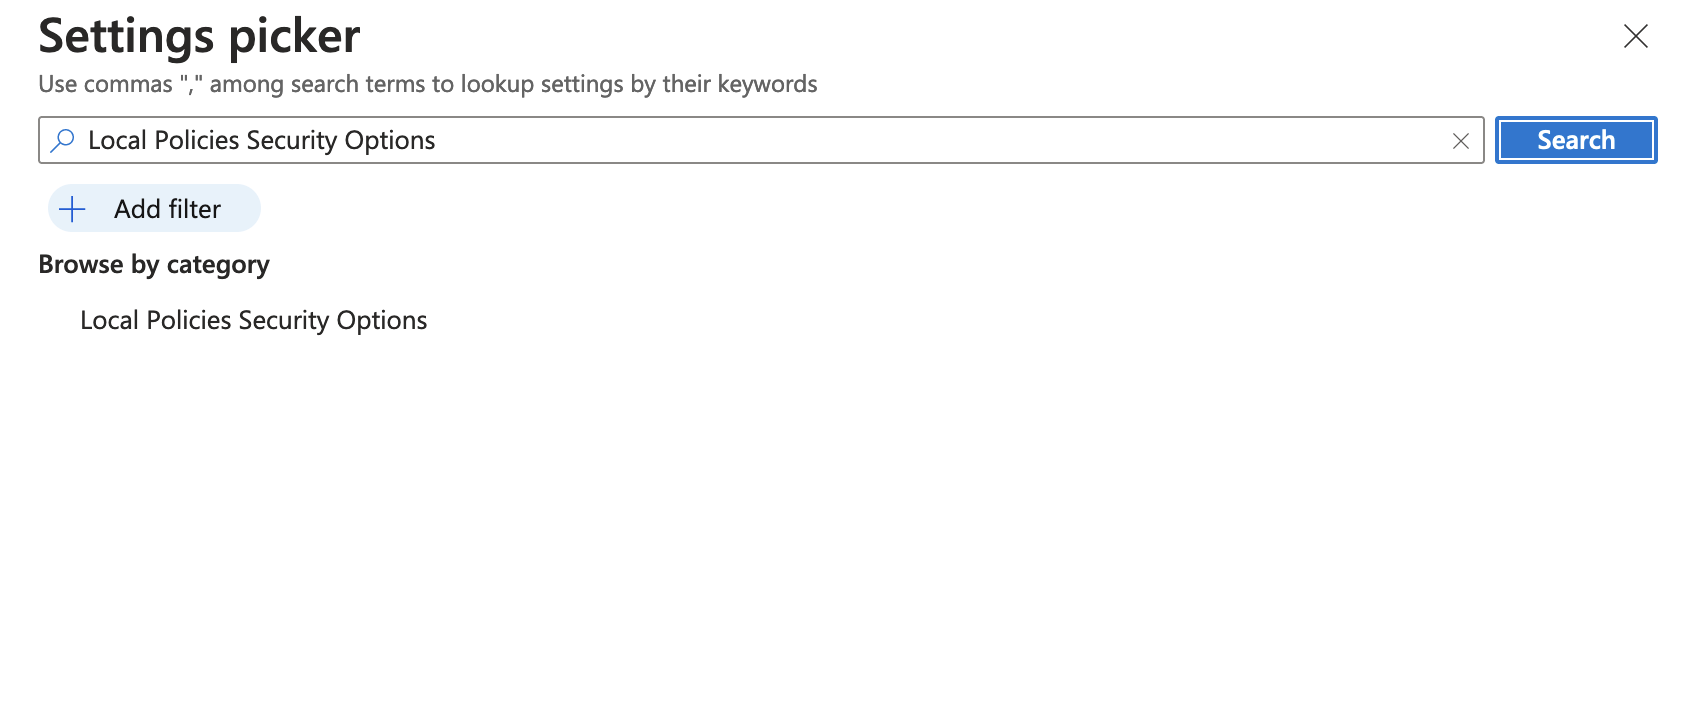 Settings picker
Use commas "," among search terms to lookup settings by their keywords
Local Policies Security Options
Search
Add filter
Browse by category
Local Policies Security Options